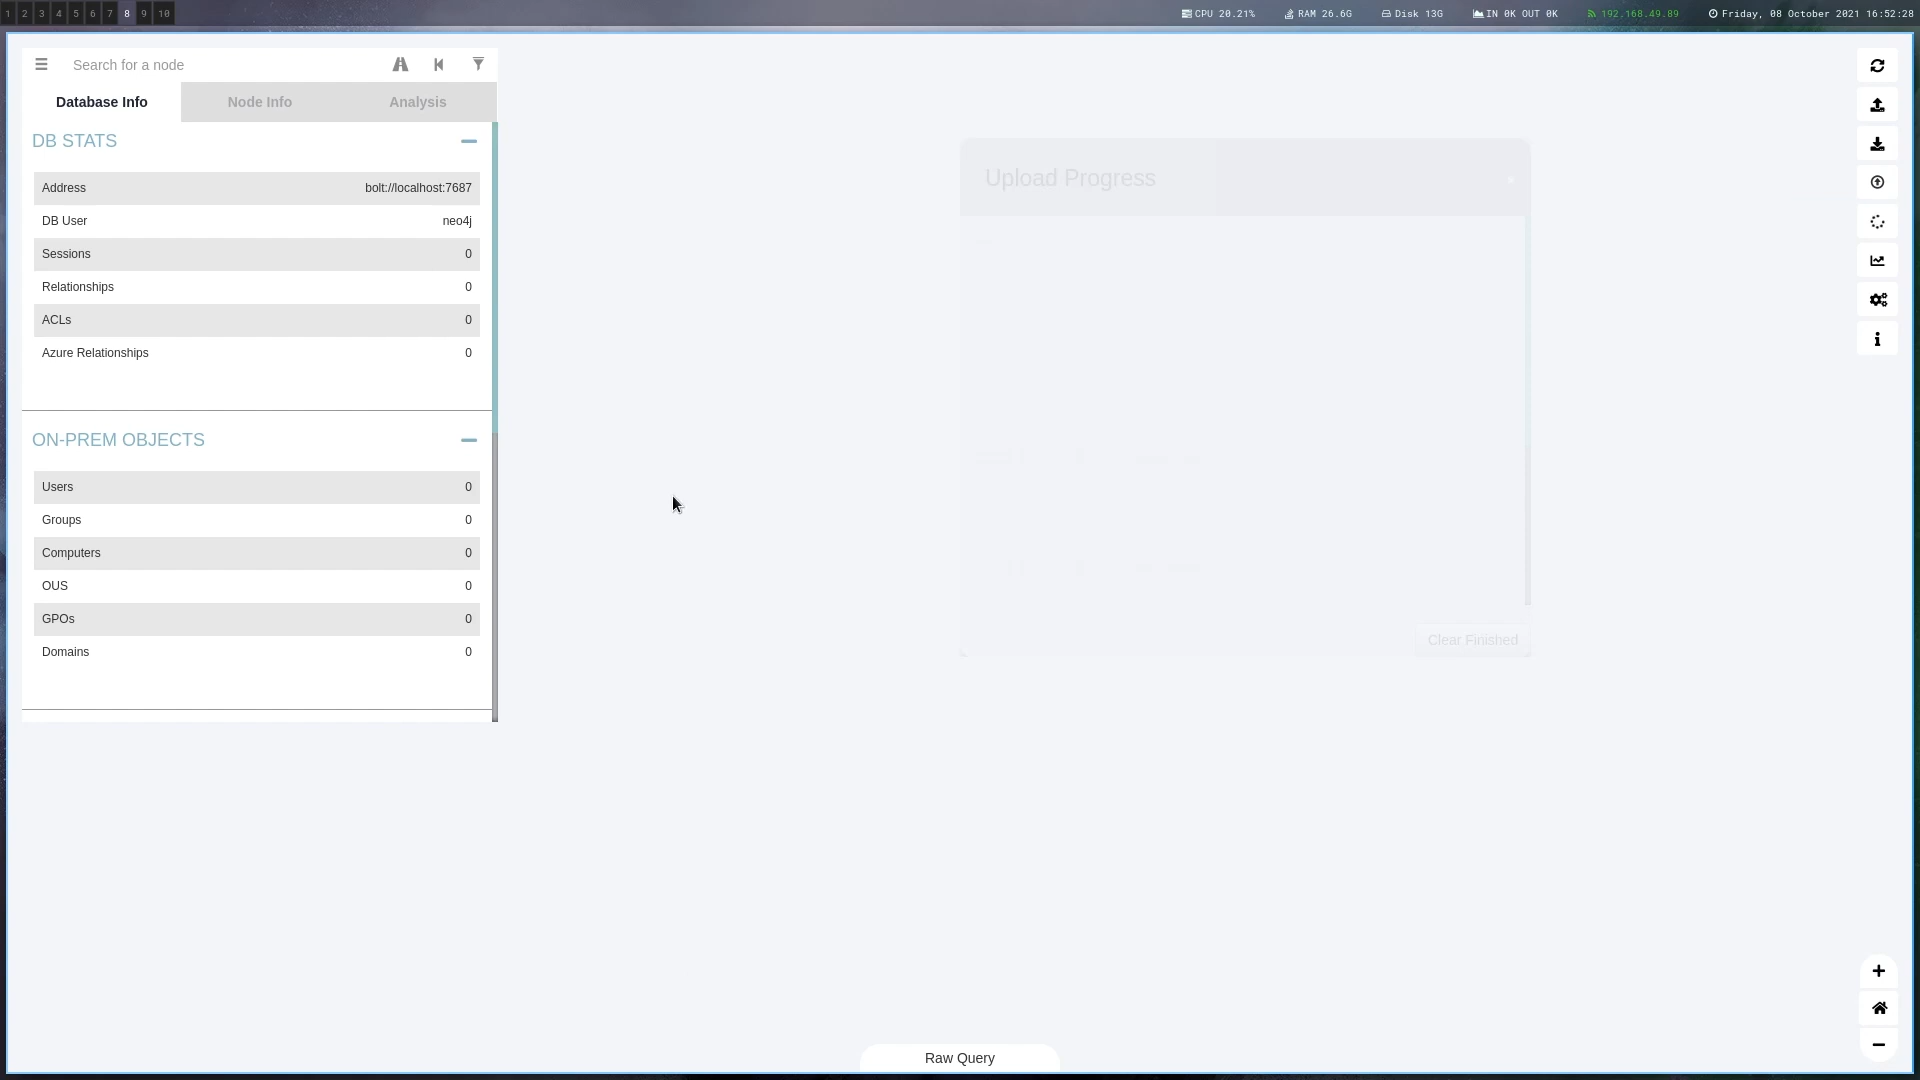 1 2 3 4 5 6 7 8 9 10
CPU 20.21% RAM 26.6G Disk 13G IN 0K OUT 0K 192.168.49.89 Friday, 08 October 2021 16:52:28
Search for a node
Database Info Node Info Analysis
DB STATS
Address bolt://localhost:7687
DB User neo4j
Sessions 0
Relationships 0
ACLs 0
Azure Relationships 0
ON-PREM OBJECTS
Users 0
Groups 0
Computers 0
OUS 0
GPOs 0
Domains 0
Upload Progress
Clear Finished
Raw Query